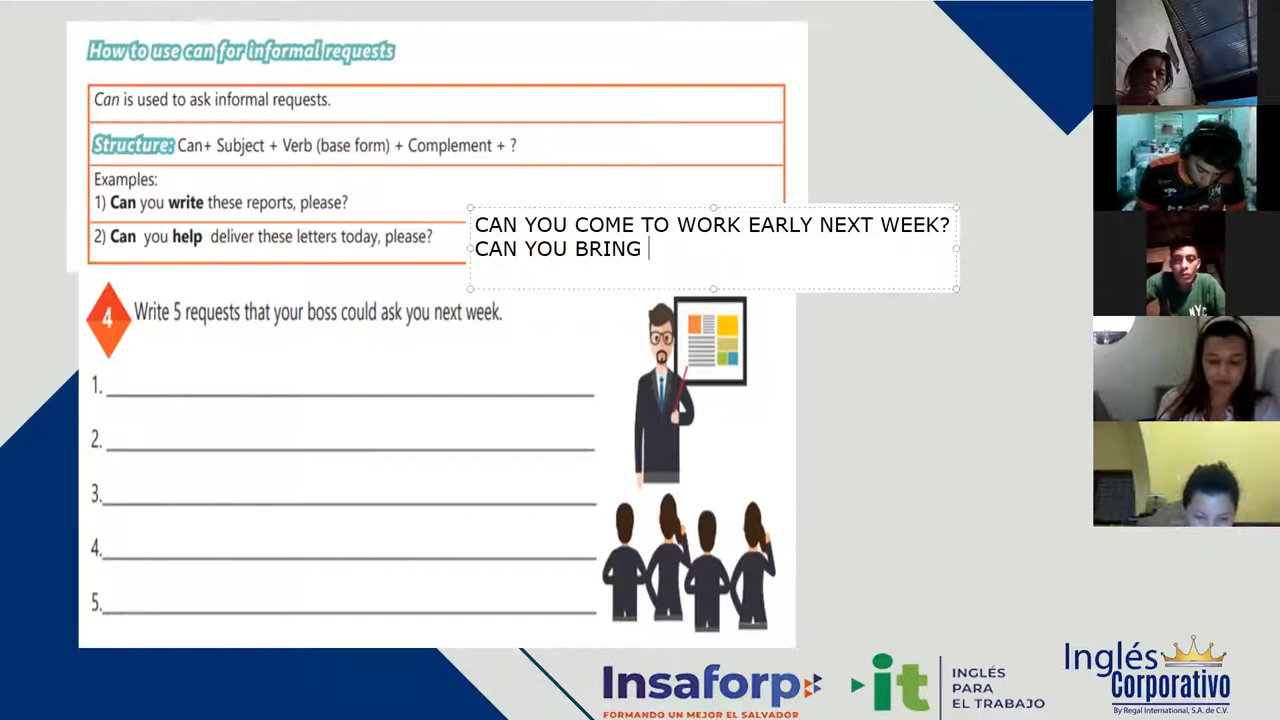 How to use can for informal requests
Can is used to ask informal requests.
Structure: Can+ Subject + Verb (base form) + Complement + ?
Examples:
1) Can you write these reports, please?
2) Can you help deliver these letters today, please?
CAN YOU COME TO WORK EARLY NEXT WEEK?
CAN YOU BRING
4 Write 5 requests that your boss could ask you next week.
1.
2.
3.
4.
5.
NYC
Insaforp
FORMANDO UN MEJOR EL SALVADOR
it
INGLÉS
PARA
EL TRABAJO
Inglés
Corporativo
By Regal International, S.A. de C.V.